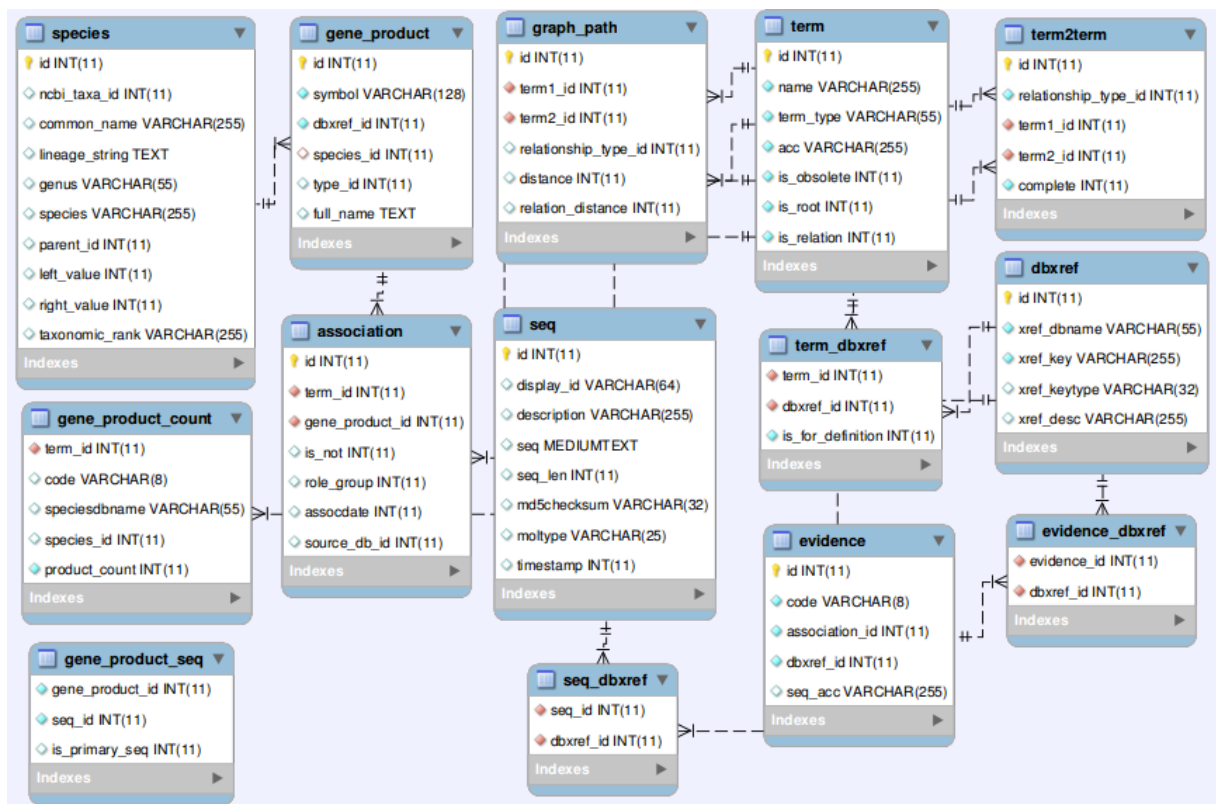 species
id INT(11)
ncbi_taxa_id INT(11)
common_name VARCHAR(255)
lineage_string TEXT
genus VARCHAR(55)
species VARCHAR(255)
parent_id INT(11)
left_value INT(11)
right_value INT(11)
taxonomic_rank VARCHAR(255)
Indexes
gene_product
id INT(11)
symbol VARCHAR(128)
dbxref_id INT(11)
species_id INT(11)
type_id INT(11)
full_name TEXT
Indexes
graph_path
id INT(11)
term1_id INT(11)
term2_id INT(11)
relationship_type_id INT(11)
distance INT(11)
relation_distance INT(11)
Indexes
term
id INT(11)
name VARCHAR(255)
term_type VARCHAR(55)
acc VARCHAR(255)
is_obsolete INT(11)
is_root INT(11)
is_relation INT(11)
Indexes
term2term
id INT(11)
relationship_type_id INT(11)
term1_id INT(11)
term2_id INT(11)
complete INT(11)
Indexes
gene_product_count
term_id INT(11)
code VARCHAR(8)
speciesdbname VARCHAR(55)
species_id INT(11)
product_count INT(11)
Indexes
association
id INT(11)
term_id INT(11)
gene_product_id INT(11)
is_not INT(11)
role_group INT(11)
assocdate INT(11)
source_db_id INT(11)
Indexes
seq
id INT(11)
display_id VARCHAR(64)
description VARCHAR(255)
seq MEDIUMTEXT
seq_len INT(11)
md5checksum VARCHAR(32)
moltype VARCHAR(25)
timestamp INT(11)
Indexes
term_dbxref
term_id INT(11)
dbxref_id INT(11)
is_for_definition INT(11)
Indexes
dbxref
id INT(11)
xref_dbname VARCHAR(55)
xref_key VARCHAR(255)
xref_keytype VARCHAR(32)
xref_desc VARCHAR(255)
Indexes
gene_product_seq
gene_product_id INT(11)
seq_id INT(11)
is_primary_seq INT(11)
Indexes
seq_dbxref
seq_id INT(11)
dbxref_id INT(11)
Indexes
evidence
id INT(11)
code VARCHAR(8)
association_id INT(11)
dbxref_id INT(11)
seq_acc VARCHAR(255)
Indexes
evidence_dbxref
evidence_id INT(11)
dbxref_id INT(11)
Indexes